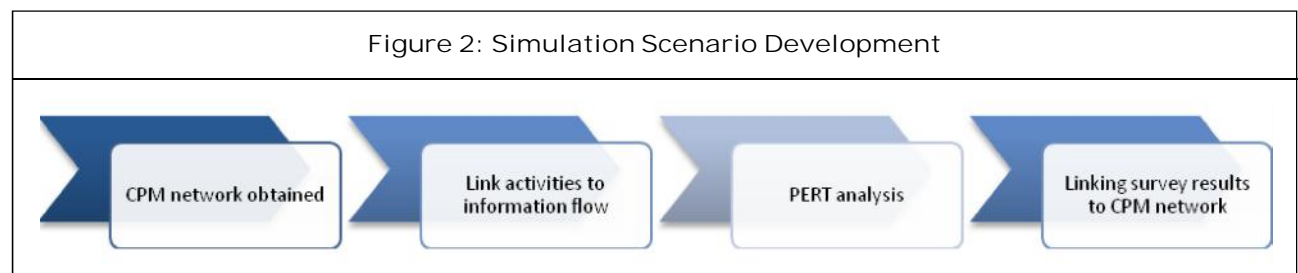 Figure 2: Simulation Scenario Development
CPM network obtained
Link activities to
information flow
PERT analysis
Linking survey results
to CPM network